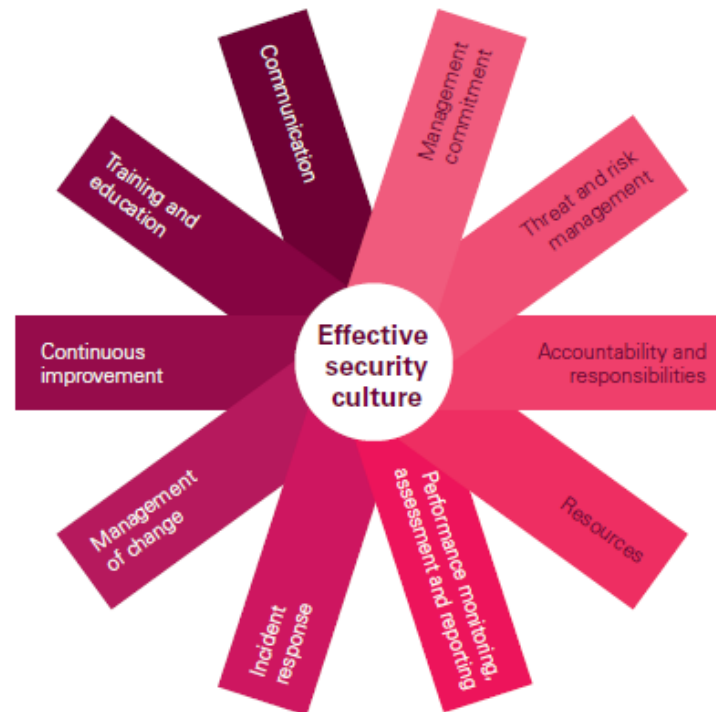 Effective
security
culture
Management
commitment
Threat and risk
management
Accountability and
responsibilities
Resources
Performance monitoring,
assessment and reporting
Incident
response
Management
of change
Continuous
improvement
Training and
education
Communication